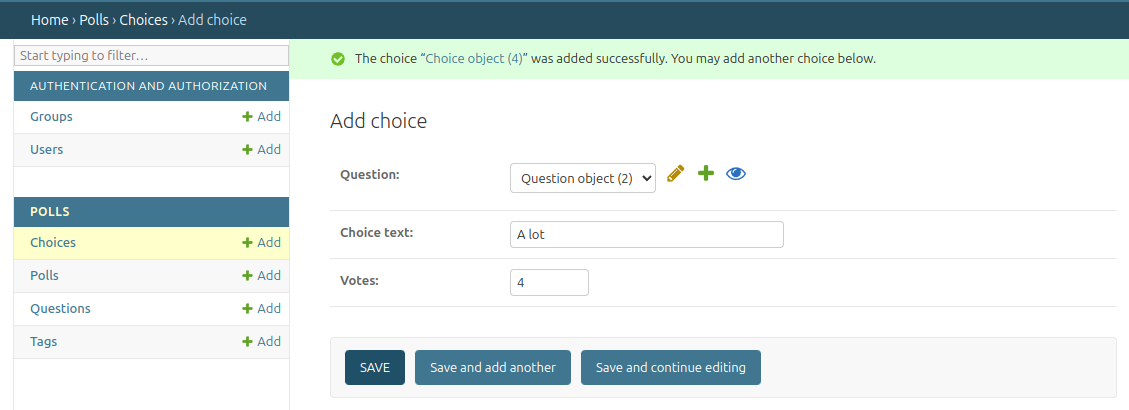 Home › Polls › Choices › Add choice
Start typing to filter…
AUTHENTICATION AND AUTHORIZATION
Groups Add
Users Add
POLLS
Choices Add
Polls Add
Questions Add
Tags Add
The choice “Choice object (4)” was added successfully. You may add another choice below.
Add choice
Question: Question object (2)
Choice text: A lot
Votes: 4
SAVE Save and add another Save and continue editing